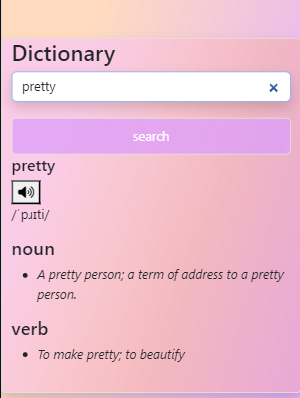 Dictionary
pretty
search
pretty
/ˈpɹɪti/
noun
A pretty person; a term of address to a pretty
person.
verb
To make pretty; to beautify